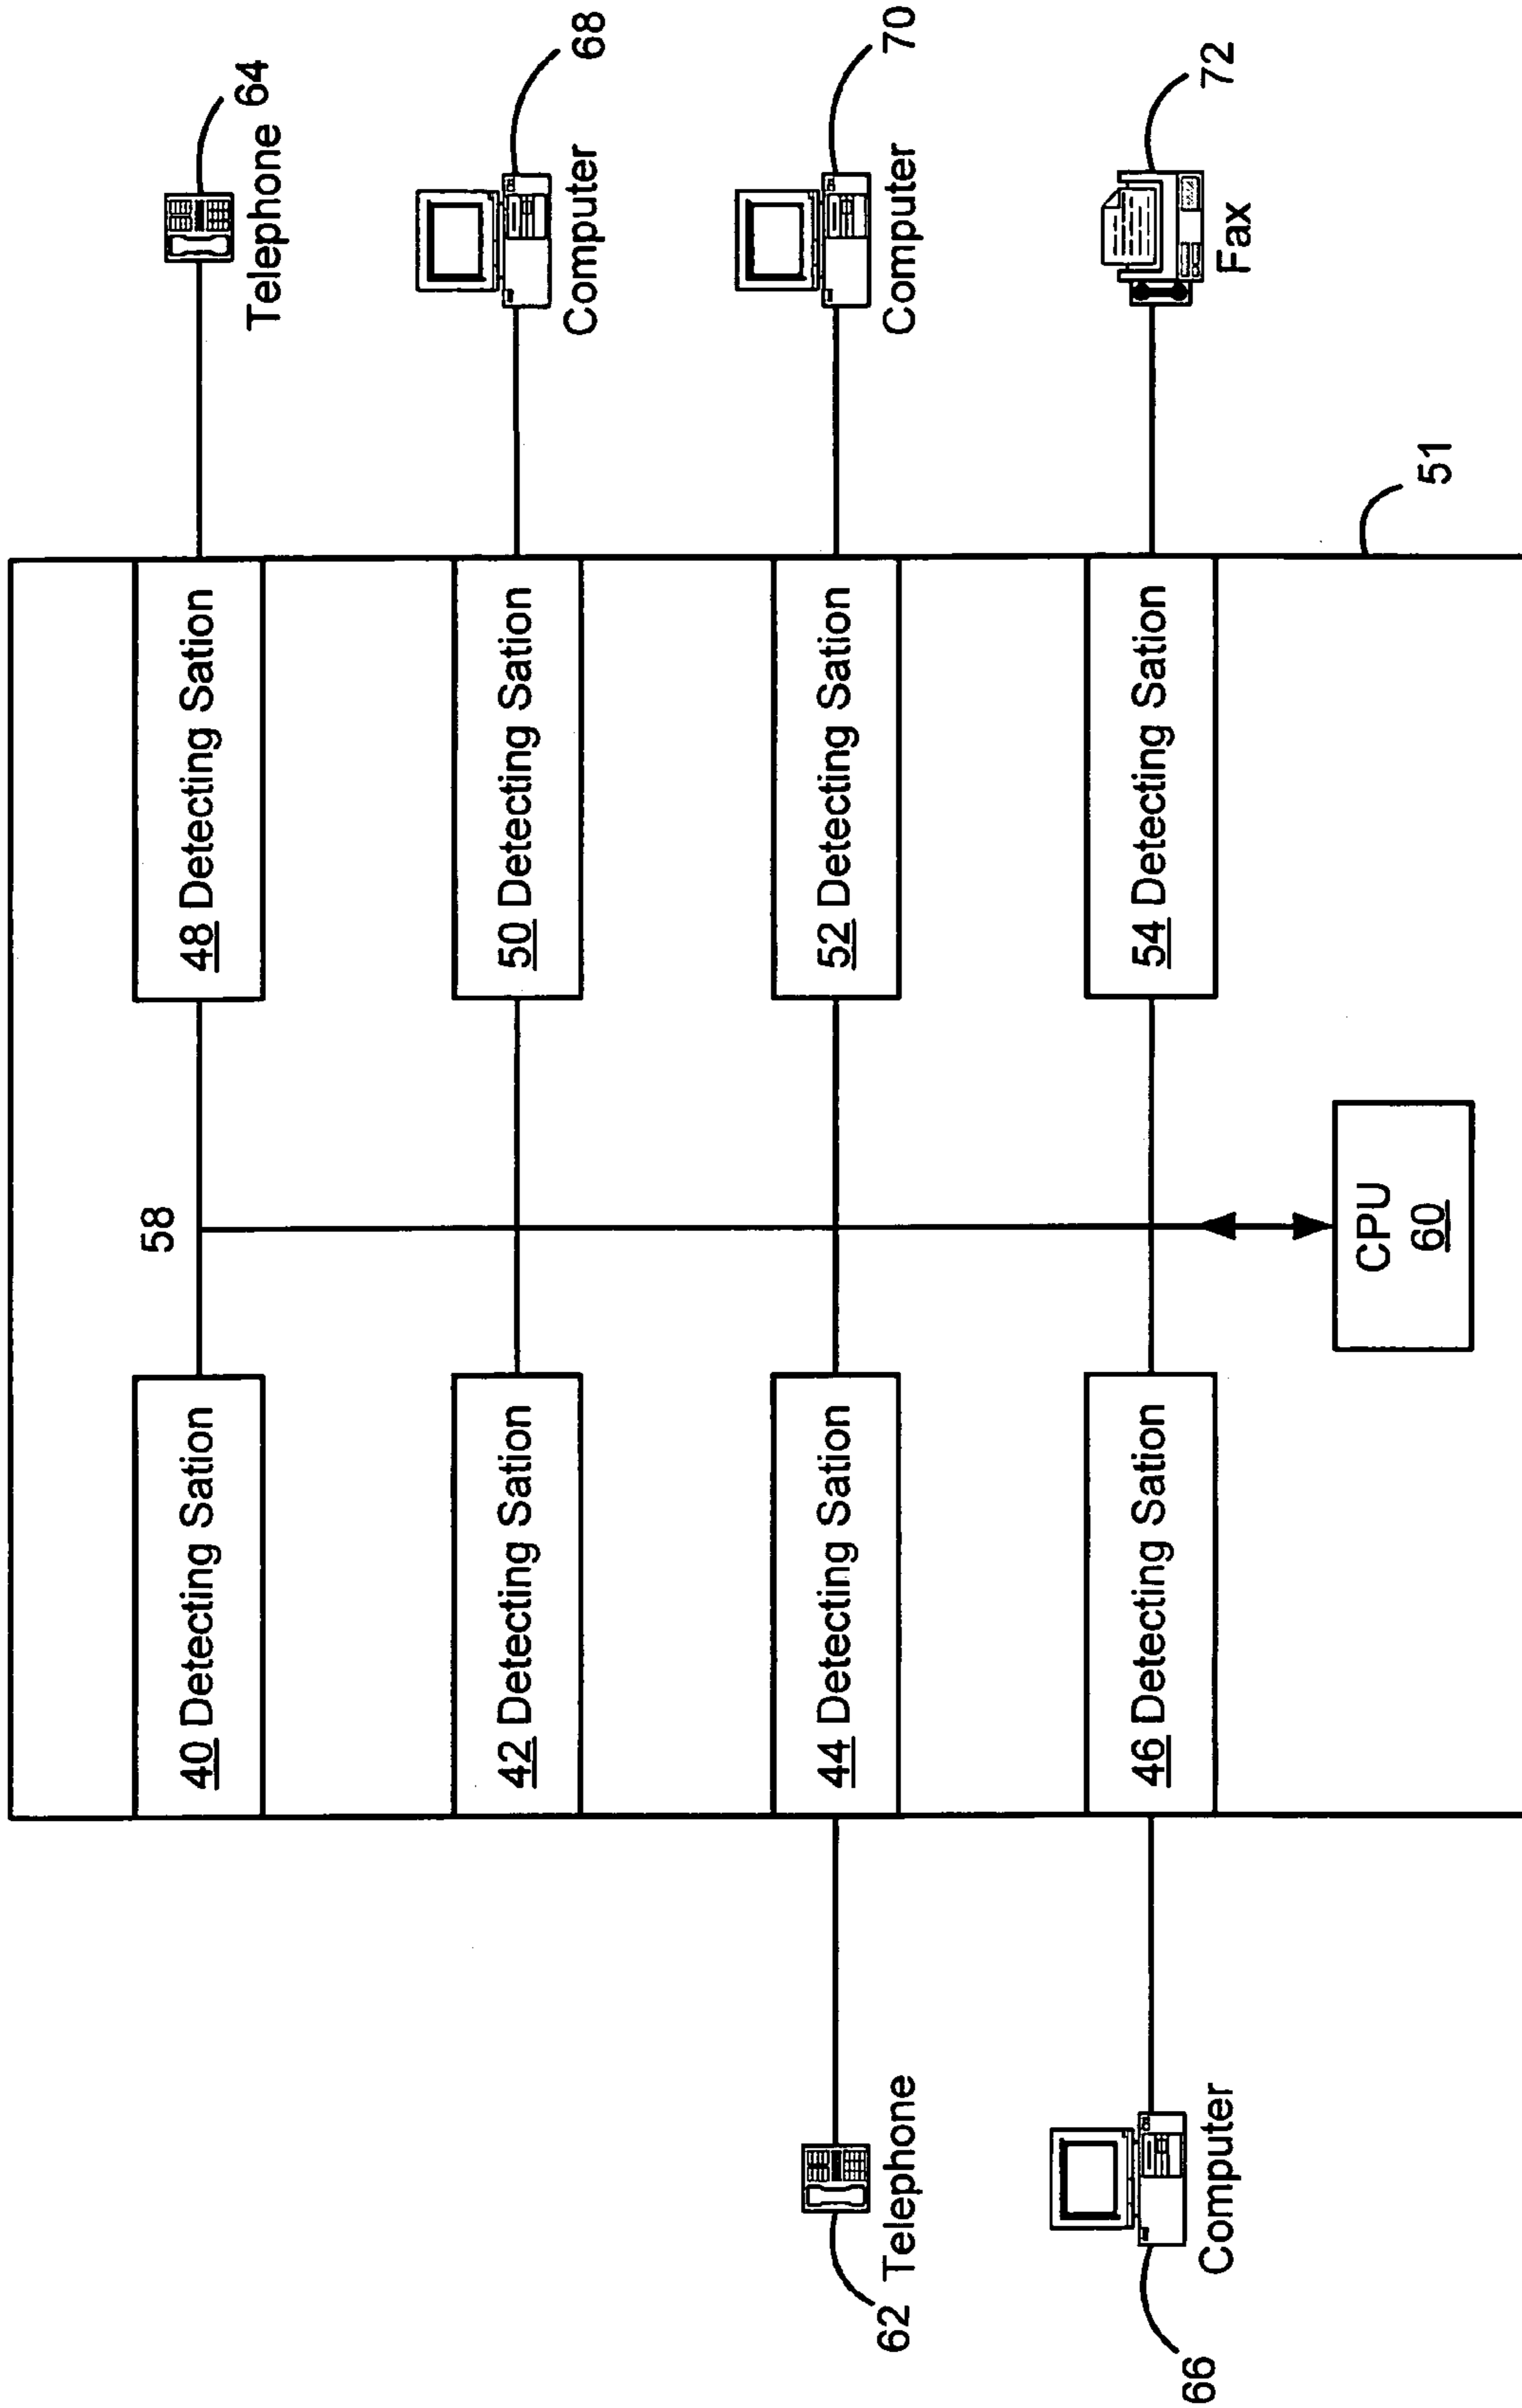 58
40 Detecting Sation
48 Detecting Sation
64
Telephone
42 Detecting Sation
50 Detecting Sation
68
Computer
44 Detecting Sation
52 Detecting Sation
70
Computer
62 Telephone
46 Detecting Sation
54 Detecting Sation
72
Fax
66
Computer
CPU
60
51